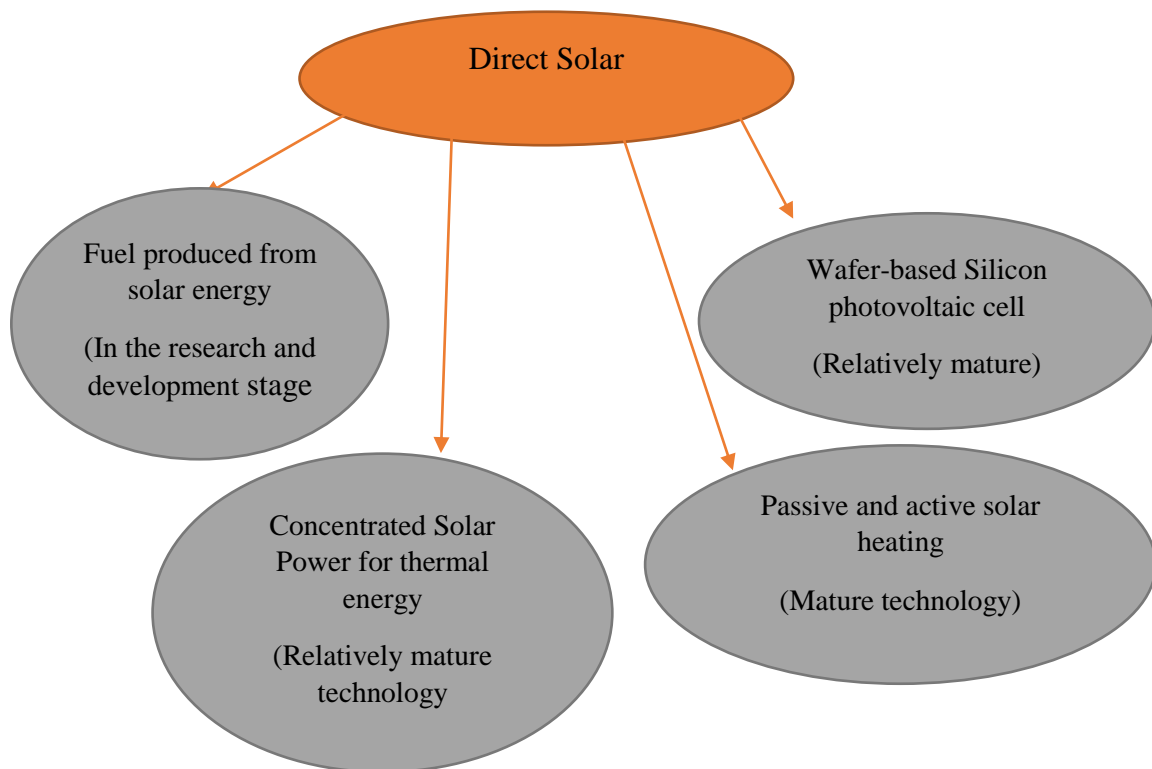 Direct Solar
Fuel produced from
solar energy
(In the research and
development stage
Wafer-based Silicon
photovoltaic cell
(Relatively mature)
Concentrated Solar
Power for thermal
energy
(Relatively mature
technology
Passive and active solar
heating
(Mature technology)